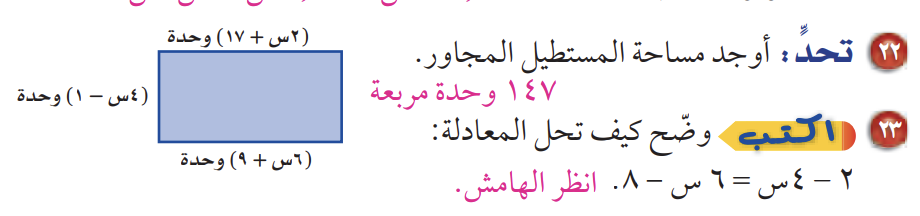 ٢٢ تحدٍّ: أوجد مساحة المستطيل المجاور.
١٤٧ وحدة مربعة
(٢س + ١٧) وحدة
(٤س − ١) وحدة
(٦س + ٩) وحدة
٢٣ اكتب وضّح كيف تحل المعادلة:
٢ − ٤س = ٦ س − ٨. انظر الهامش.